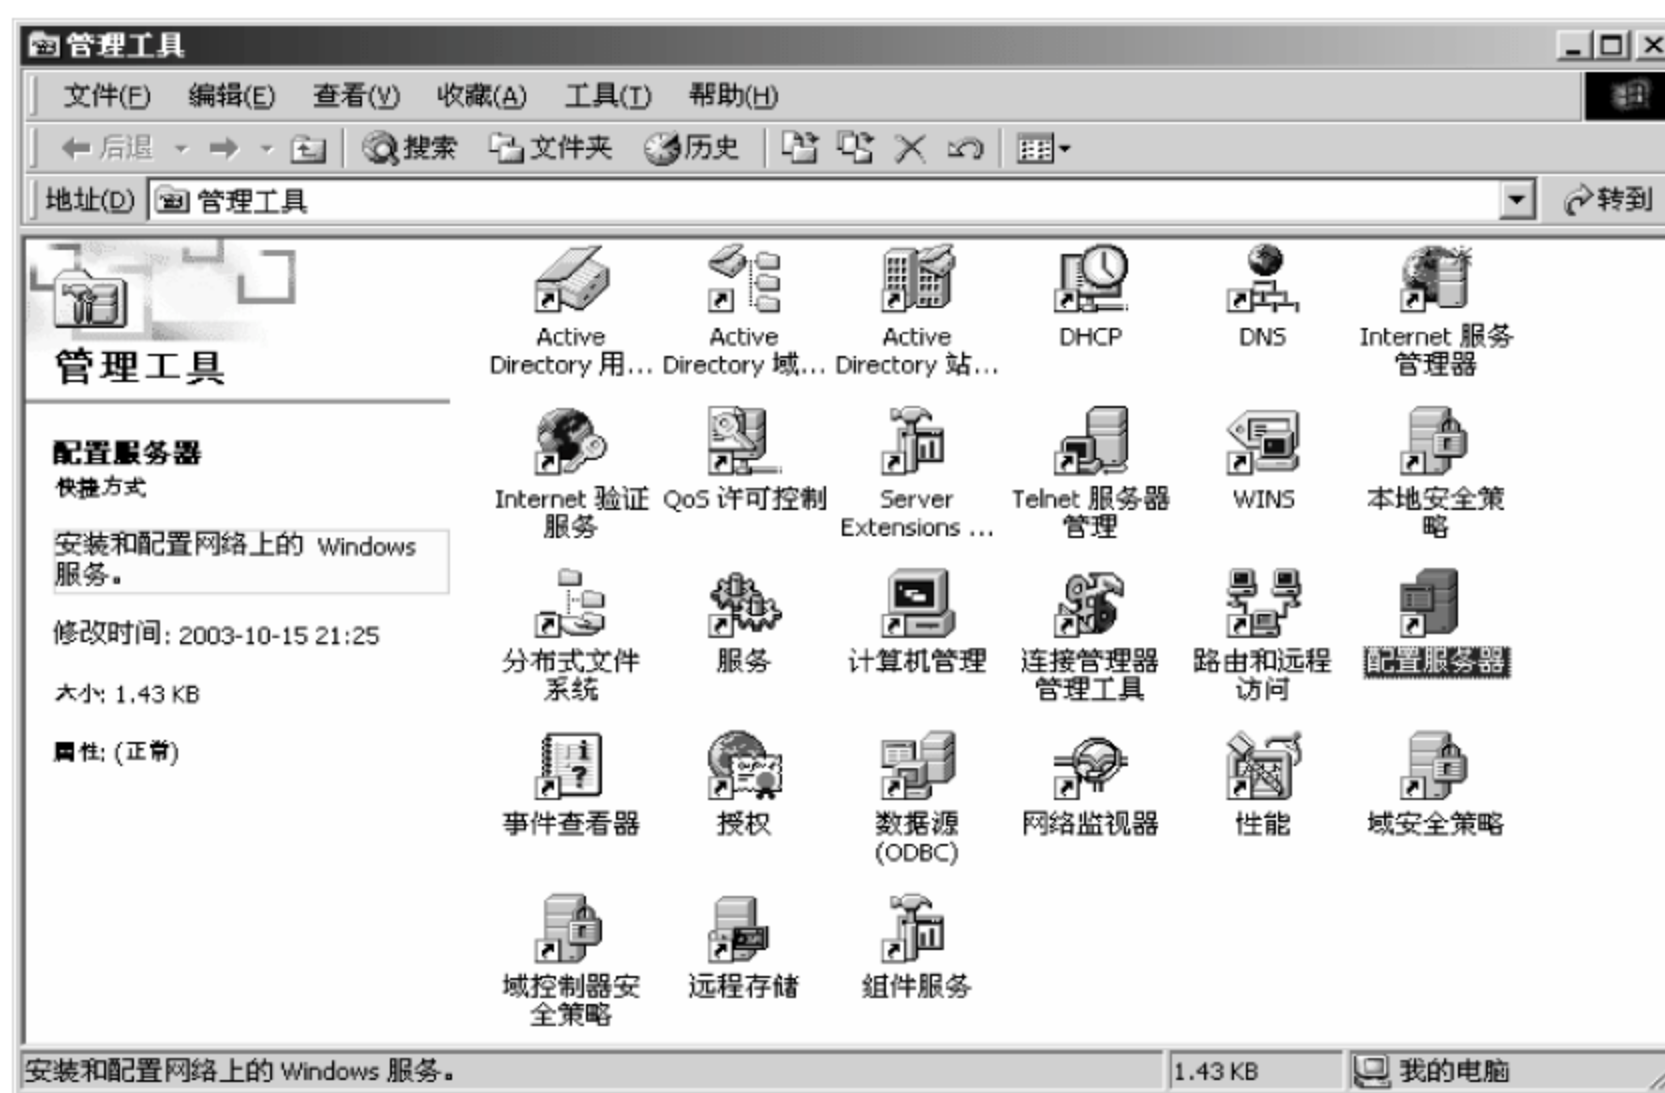 管理工具
文件(F) 编辑(E) 查看(V) 收藏(A) 工具(T) 帮助(H)
后退 搜索 文件夹 历史
地址(D) 管理工具 转到
管理工具
配置服务器
快捷方式
安装和配置网络上的 Windows
服务。
修改时间: 2003-10-15 21:25
大小: 1.43 KB
属性: (正常)
Active
Directory 用...
Active
Directory 域...
Active
Directory 站...
DHCP
DNS
Internet 服务
管理器
Internet 验证
服务
QoS 许可控制
Server
Extensions ...
Telnet 服务器
管理
WINS
本地安全策
略
分布式文件
系统
服务
计算机管理
连接管理器
管理工具
路由和远程
访问
配置服务器
事件查看器
授权
数据源
(ODBC)
网络监视器
性能
域安全策略
域控制器安
全策略
远程存储
组件服务
安装和配置网络上的 Windows 服务。 1.43 KB 我的电脑